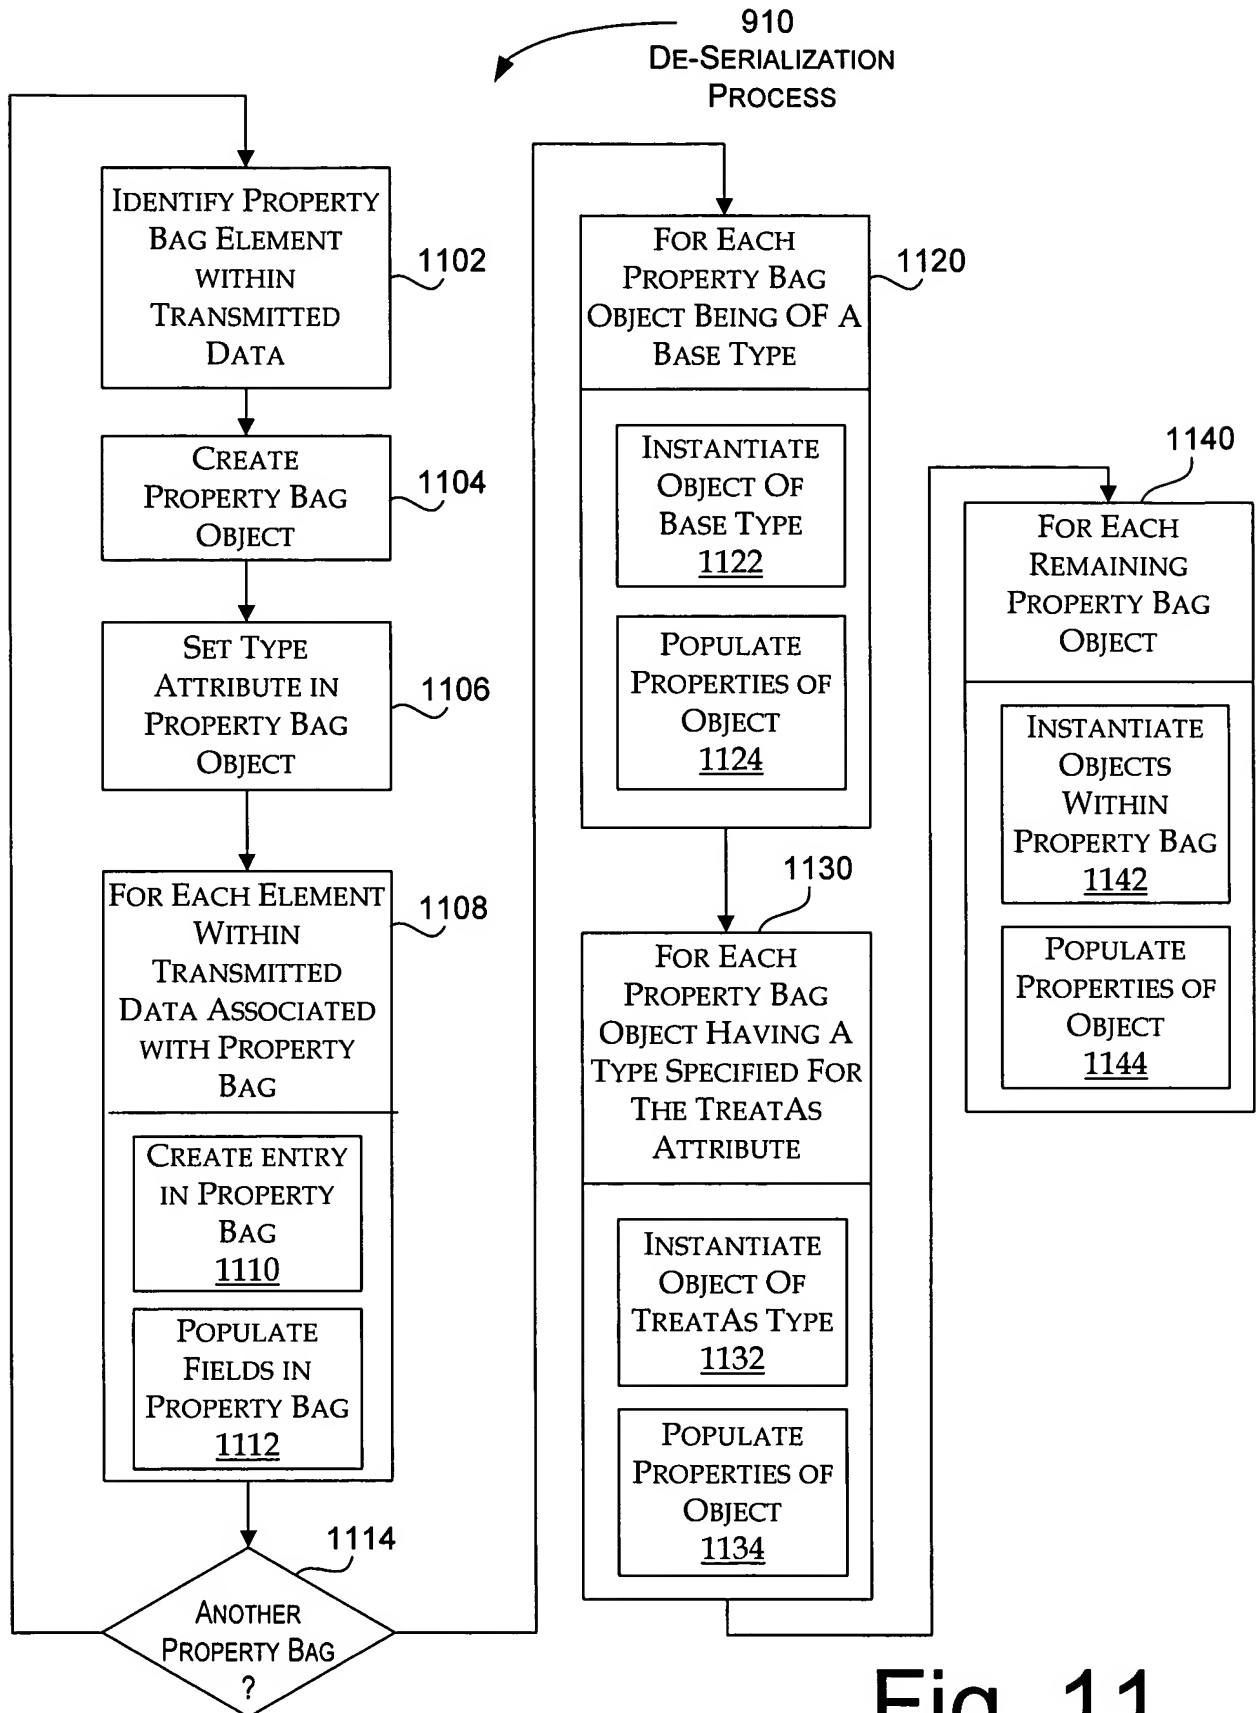 910
DE-SERIALIZATION
PROCESS
IDENTIFY PROPERTY
BAG ELEMENT
WITHIN
TRANSMITTED
DATA
1102
CREATE
PROPERTY BAG
OBJECT
1104
SET TYPE
ATTRIBUTE IN
PROPERTY BAG
OBJECT
1106
FOR EACH ELEMENT
WITHIN
TRANSMITTED
DATA ASSOCIATED
WITH PROPERTY
BAG
1108
CREATE ENTRY
IN PROPERTY
BAG
1110
POPULATE
FIELDS IN
PROPERTY BAG
1112
1114
ANOTHER
PROPERTY BAG
?
FOR EACH
PROPERTY BAG
OBJECT BEING OF A
BASE TYPE
1120
INSTANTIATE
OBJECT OF
BASE TYPE
1122
POPULATE
PROPERTIES OF
OBJECT
1124
1130
FOR EACH
PROPERTY BAG
OBJECT HAVING A
TYPE SPECIFIED FOR
THE TREATAS
ATTRIBUTE
INSTANTIATE
OBJECT OF
TREATAS TYPE
1132
POPULATE
PROPERTIES OF
OBJECT
1134
1140
FOR EACH
REMAINING
PROPERTY BAG
OBJECT
INSTANTIATE
OBJECTS
WITHIN
PROPERTY BAG
1142
POPULATE
PROPERTIES OF
OBJECT
1144
Fig. 11